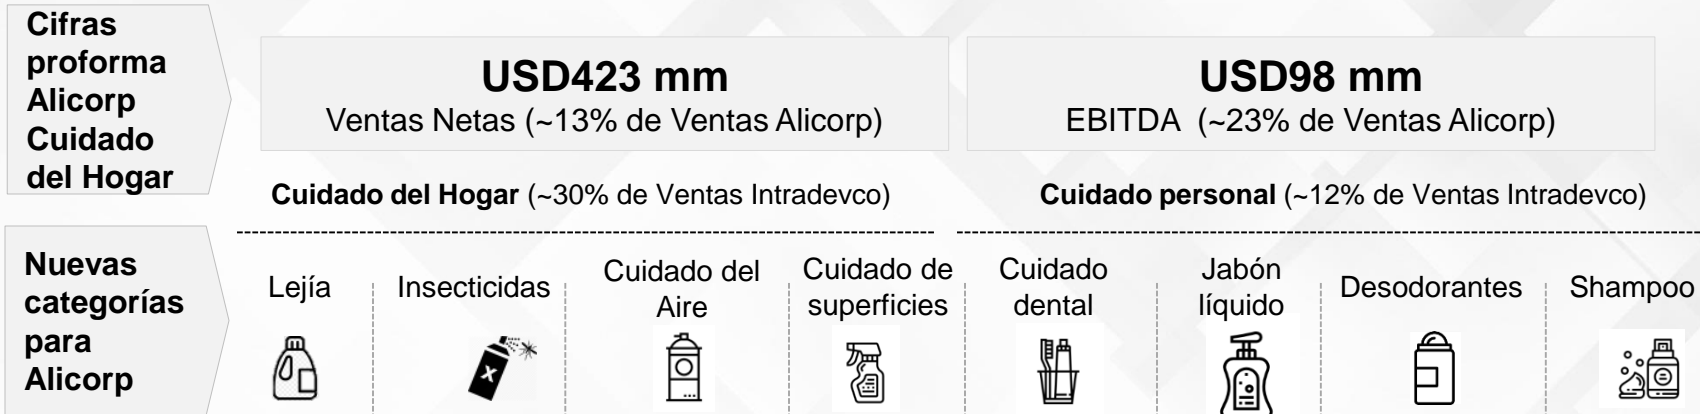 Cifras
proforma
Alicorp
Cuidado
del Hogar
USD423 mm
Ventas Netas (~13% de Ventas Alicorp)
USD98 mm
EBITDA (~23% de Ventas Alicorp)
Cuidado del Hogar (~30% de Ventas Intradevco)
Cuidado personal (~12% de Ventas Intradevco)
Nuevas
categorías
para
Alicorp
Lejía
Insecticidas
Cuidado del
Aire
Cuidado de
superficies
Cuidado
dental
Jabón
líquido
Desodorantes
Shampoo